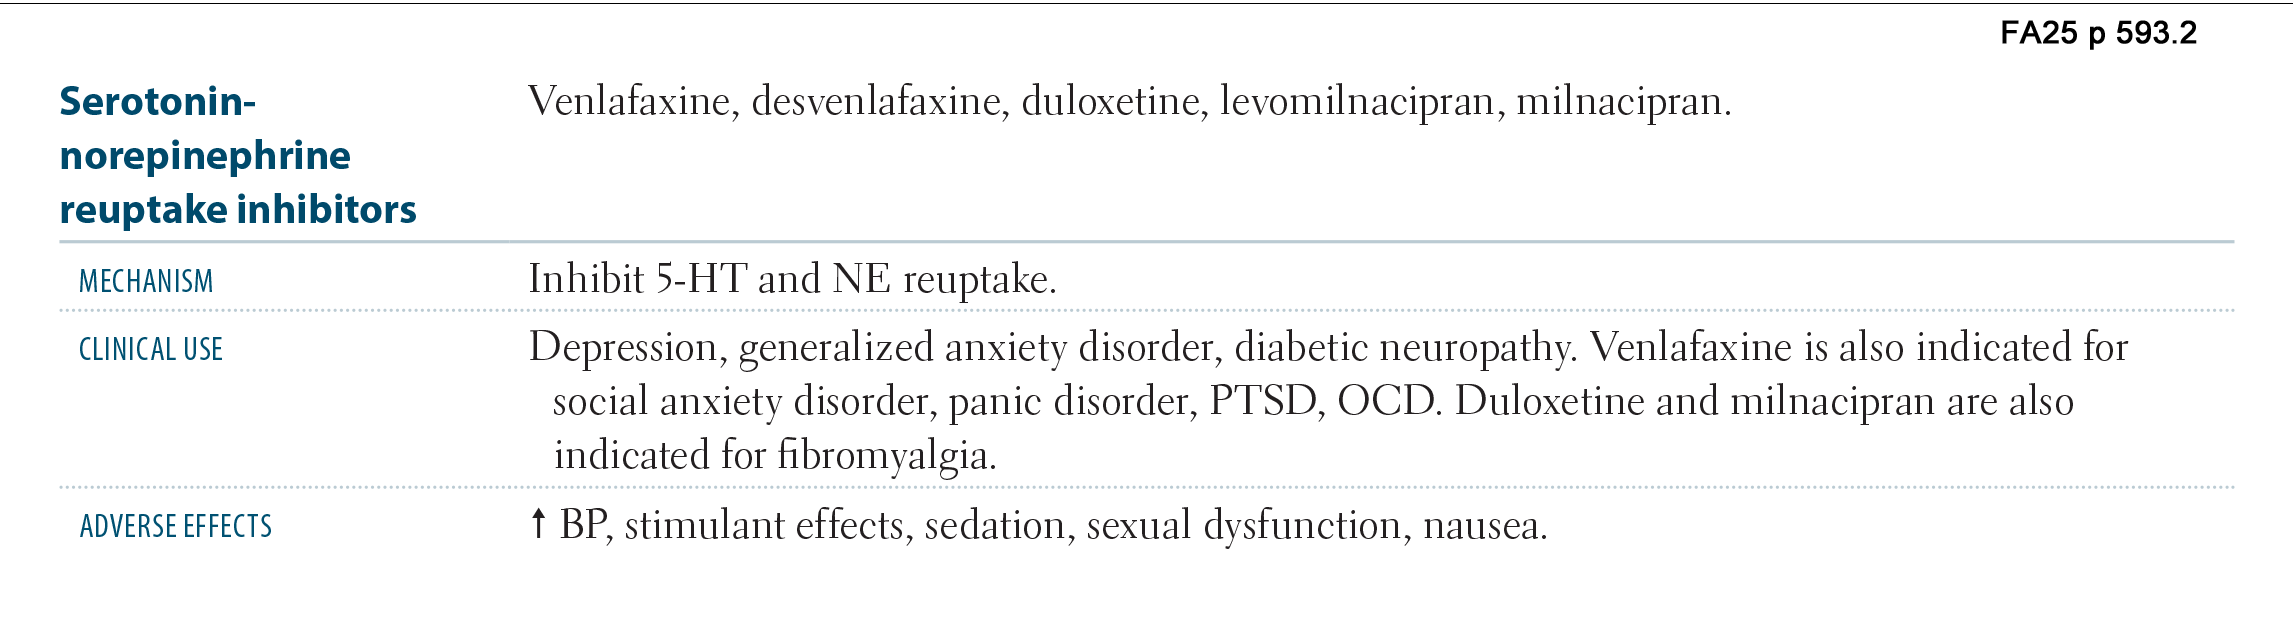 FA25 p 593.2
Serotonin-
norepinephrine
reuptake inhibitors
Venlafaxine, desvenlafaxine, duloxetine, levomilnacipran, milnacipran.
MECHANISM
Inhibit 5-HT and NE reuptake.
CLINICAL USE
Depression, generalized anxiety disorder, diabetic neuropathy. Venlafaxine is also indicated for
social anxiety disorder, panic disorder, PTSD, OCD. Duloxetine and milnacipran are also
indicated for fibromyalgia.
ADVERSE EFFECTS
↑ BP, stimulant effects, sedation, sexual dysfunction, nausea.